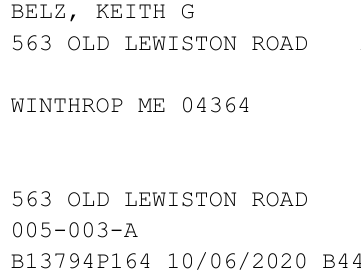 BELZ, KEITH G
563 OLD LEWISTON ROAD
WINTHROP ME 04364
563 OLD LEWISTON ROAD
005-003-A
B13794P164 10/06/2020 B44